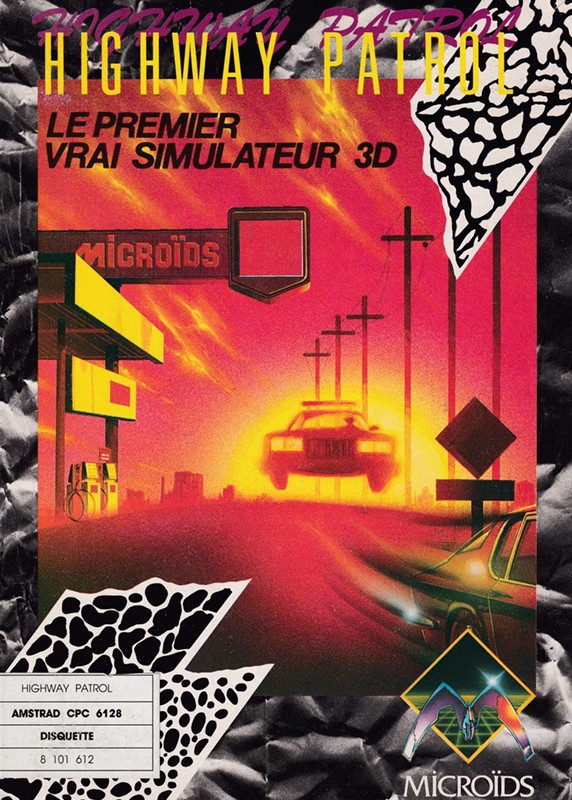 HIGHWAY PATROL
HIGHWAY PATROL
LE PREMIER
VRAI SIMULATEUR 3D
MICROÏDS
HIGHWAY PATROL
AMSTRAD CPC 6128
DISQUETTE
8 101 612
MICROÏDS